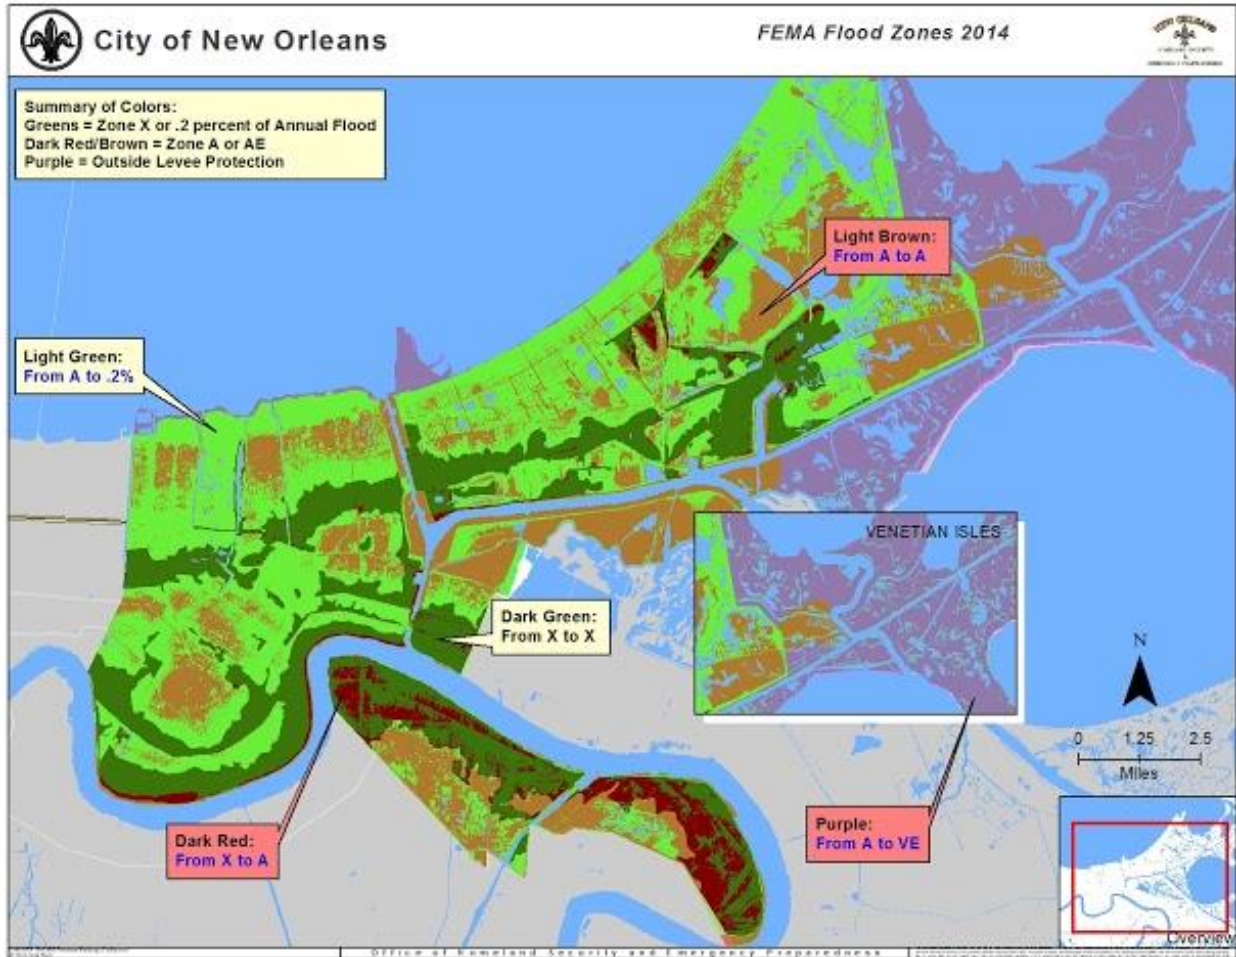 City of New Orleans
FEMA Flood Zones 2014
NEW ORLEANS
Summary of Colors:
Greens = Zone X or .2 percent of Annual Flood
Dark Red/Brown = Zone A or AE
Purple = Outside Levee Protection
Light Brown:
From A to A
Light Green:
From A to .2%
VENETIAN ISLES
Dark Green:
From X to X
N
0 1.25 2.5
Miles
Dark Red:
From X to A
Purple:
From A to VE
Overview
Office of Homeland Security and Emergency Preparedness